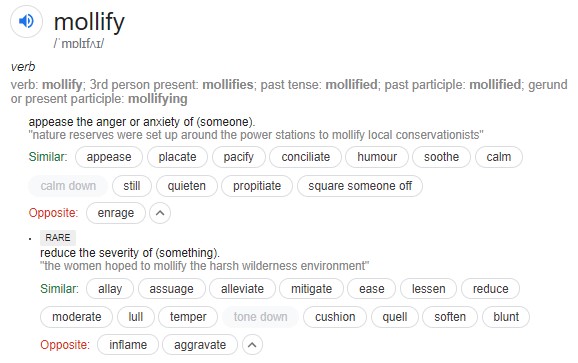 mollify
/ˈmɒlɪfʌɪ/
verb
verb: mollify; 3rd person present: mollifies; past tense: mollified; past participle: mollified; gerund
or present participle: mollifying
appease the anger or anxiety of (someone).
"nature reserves were set up around the power stations to mollify local conservationists"
Similar: appease placate pacify conciliate humour soothe calm
calm down still quieten propitiate square someone off
Opposite: enrage
RARE
reduce the severity of (something).
"the women hoped to mollify the harsh wilderness environment"
Similar: allay assuage alleviate mitigate ease lessen reduce
moderate lull temper tone down cushion quell soften blunt
Opposite: inflame aggravate